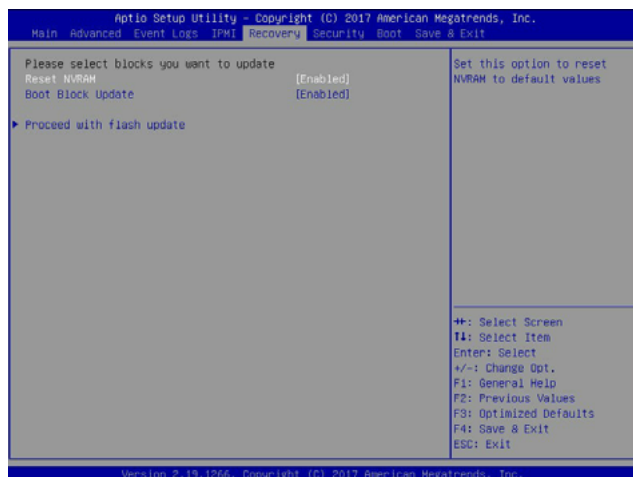 Aptio Setup Utility - Copyright (C) 2017 American Megatrends, Inc.
Main Advanced Event Logs IPMI Recovery Security Boot Save & Exit
Please select blocks you want to update
Reset NVRAM [Enabled]
Boot Block Update [Enabled]
Proceed with flash update
Set this option to reset
NVRAM to default values
→←: Select Screen
↑↓: Select Item
Enter: Select
+/-: Change Opt.
F1: General Help
F2: Previous Values
F3: Optimized Defaults
F4: Save & Exit
ESC: Exit
Version 2.19.1266. Copyright (C) 2017 American Megatrends, Inc.